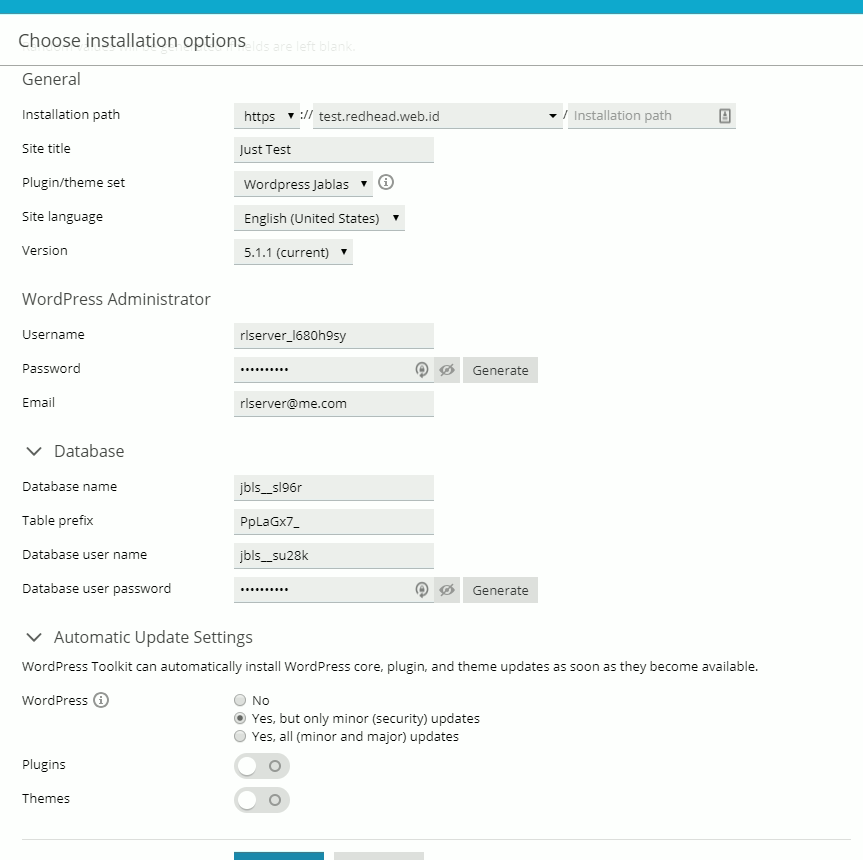 Choose installation options
General
Installation path https :// test.redhead.web.id / Installation path
Site title Just Test
Plugin/theme set Wordpress Jablas
Site language English (United States)
Version 5.1.1 (current)
WordPress Administrator
Username rlserver_l680h9sy
Password •••••••••• Generate
Email rlserver@me.com
Database
Database name jbls__sl96r
Table prefix PpLaGx7_
Database user name jbls__su28k
Database user password •••••••••• Generate
Automatic Update Settings
WordPress Toolkit can automatically install WordPress core, plugin, and theme updates as soon as they become available.
WordPress No
Yes, but only minor (security) updates
Yes, all (minor and major) updates
Plugins
Themes